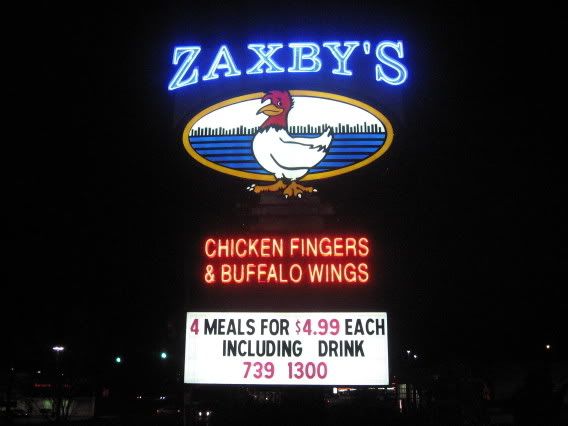 ZAXBY'S
CHICKEN FINGERS
& BUFFALO WINGS
4 MEALS FOR $4.99 EACH
INCLUDING DRINK
739 1300